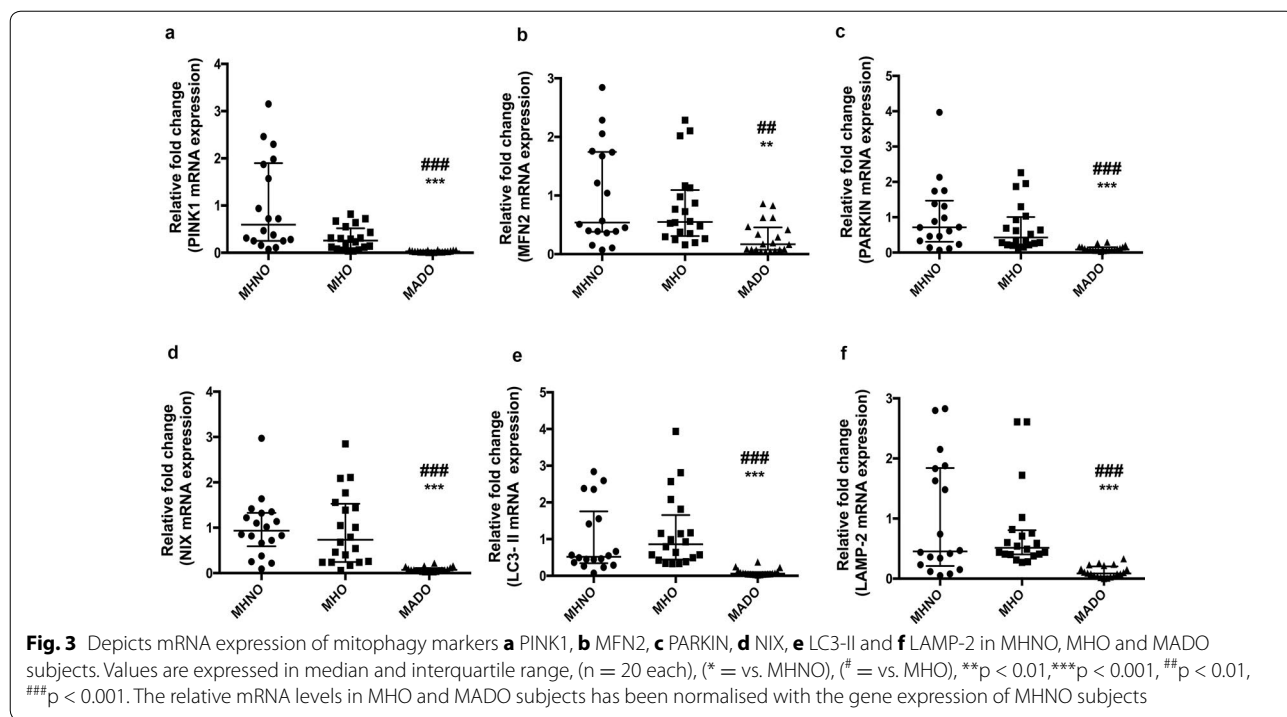 a
Relative fold change
(PINK1 mRNA expression)
4
3
2
1
0
###
***
MHNO
MHO
MADO
b
Relative fold change
(MFN2 mRNA expression)
3
2
1
0
##
**
MHNO
MHO
MADO
c
Relative fold change
(PARKIN mRNA expression)
5
4
3
2
1
0
###
***
MHNO
MHO
MADO
d
Relative fold change
(NIX mRNA expression)
4
3
2
1
0
###
***
MHNO
MHO
MADO
e
Relative fold change
(LC3- II mRNA expression)
5
4
3
2
1
0
###
***
MHNO
MHO
MADO
f
Relative fold change
(LAMP-2 mRNA expression)
3
2
1
0
###
***
MHNO
MHO
MADO
Fig. 3 Depicts mRNA expression of mitophagy markers a PINK1, b MFN2, c PARKIN, d NIX, e LC3-II and f LAMP-2 in MHNO, MHO and MADO
subjects. Values are expressed in median and interquartile range, (n = 20 each), (* = vs. MHNO), (# = vs. MHO), **p < 0.01,***p < 0.001, ##p < 0.01,
###p < 0.001. The relative mRNA levels in MHO and MADO subjects has been normalised with the gene expression of MHNO subjects